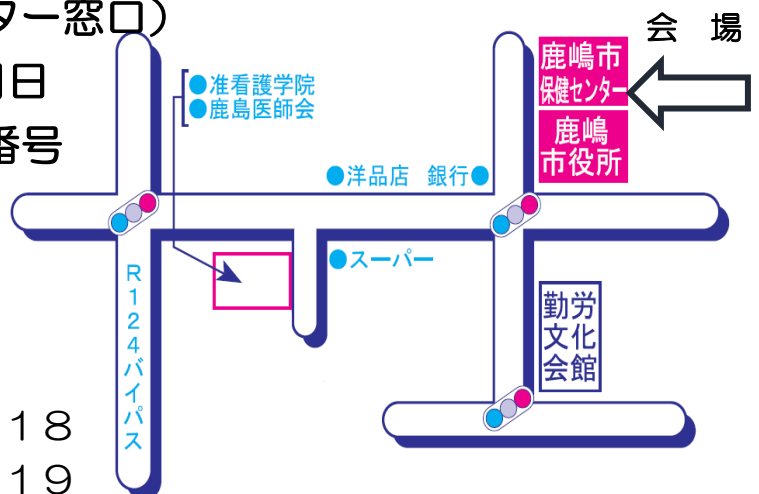 ター窓口）
日
番号
会　場
鹿嶋市
保健センター
鹿嶋
市役所
●准看護学院
●鹿島医師会
●洋品店　銀行●
●スーパー
R124バイパス
勤労
文化
会館
１８
１９